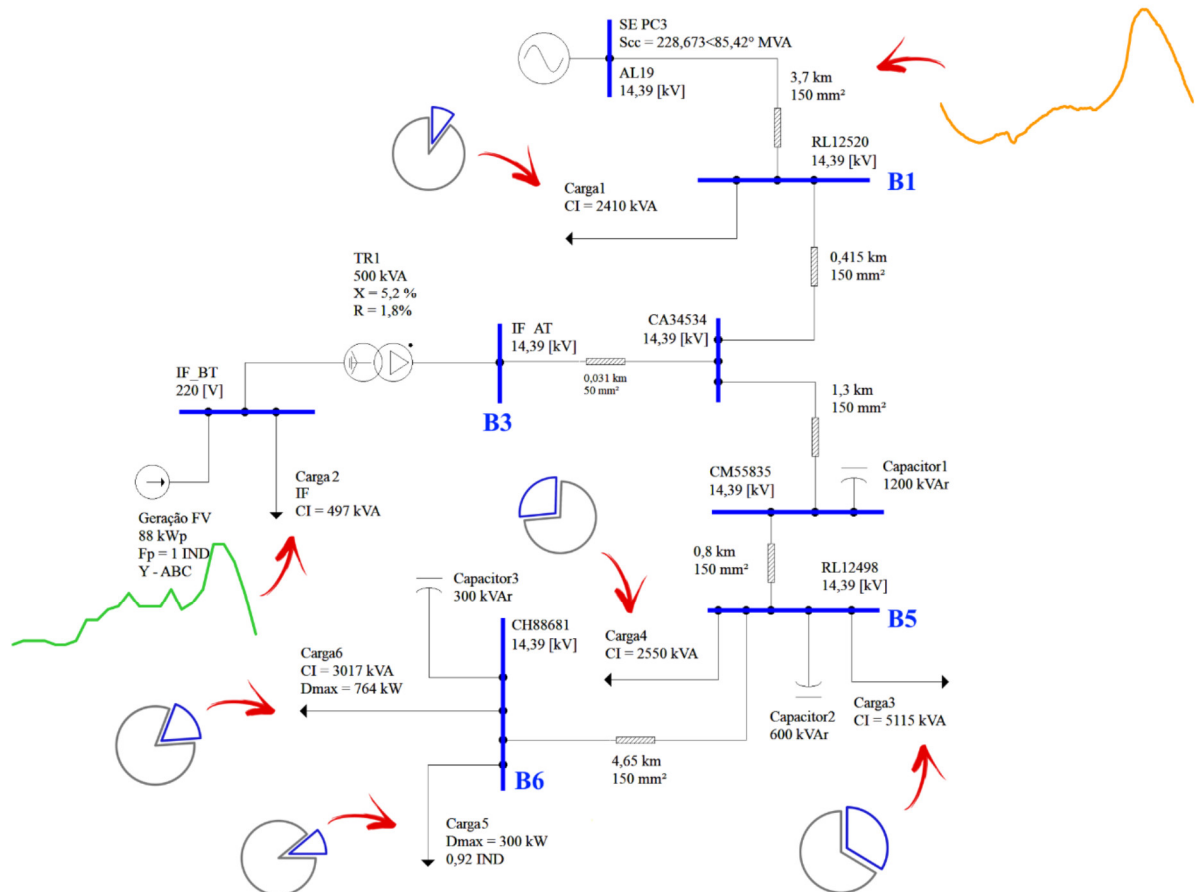 SE PC3
Scc = 228,673<85,42° MVA
AL19
14,39 [kV]
3,7 km
150 mm²
RL12520
14,39 [kV]
B1
Carga1
CI = 2410 kVA
0,415 km
150 mm²
TR1
500 kVA
X = 5,2 %
R = 1,8%
IF_AT
14,39 [kV]
CA34534
14,39 [kV]
IF_BT
220 [V]
0,031 km
50 mm²
B3
1,3 km
150 mm²
Carga2
IF
CI = 497 kVA
CM55835
14,39 [kV]
Capacitor1
1200 kVAr
Geração FV
88 kWp
Fp = 1 IND
Y - ABC
0,8 km
150 mm²
RL12498
14,39 [kV]
Capacitor3
300 kVAr
B5
CH88681
14,39 [kV]
Carga4
CI = 2550 kVA
Carga6
CI = 3017 kVA
Dmax = 764 kW
Capacitor2
600 kVAr
Carga3
CI = 5115 kVA
4,65 km
150 mm²
B6
Carga5
Dmax = 300 kW
0,92 IND